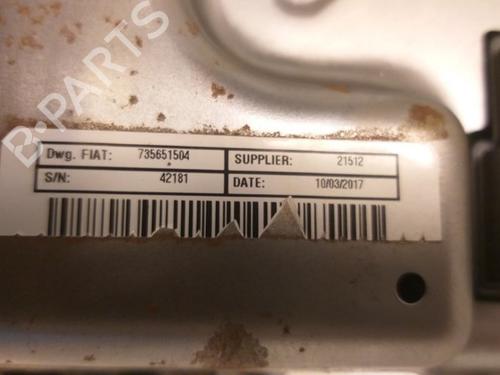 B-PARTS
Dwg. FIAT: 735651504 SUPPLIER: 21512
S/N: 42181 DATE: 10/03/2017